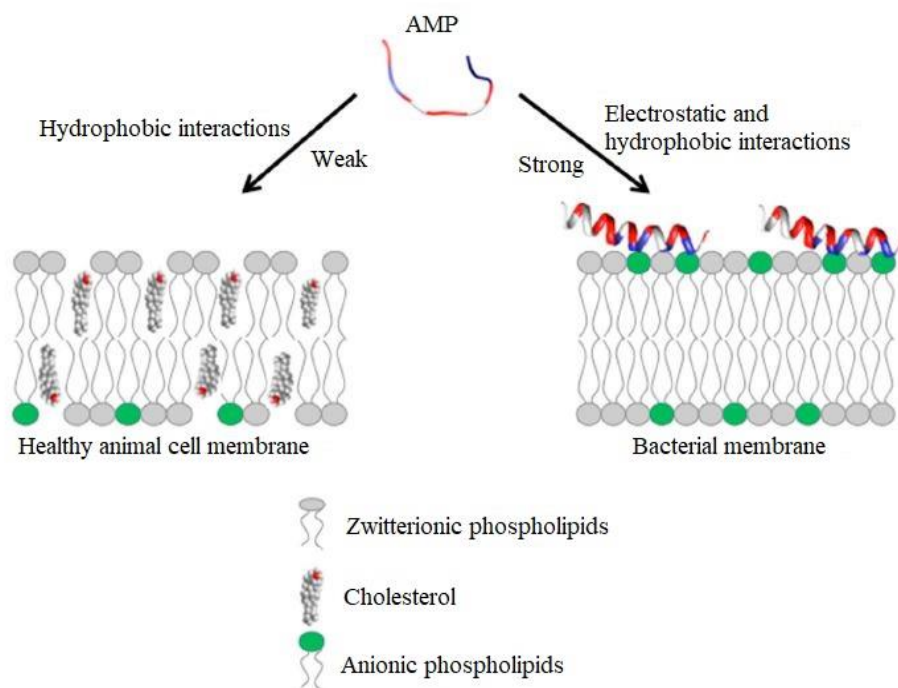 AMP
Hydrophobic interactions
Weak
Electrostatic and
hydrophobic interactions
Strong
Healthy animal cell membrane
Bacterial membrane
Zwitterionic phospholipids
Cholesterol
Anionic phospholipids